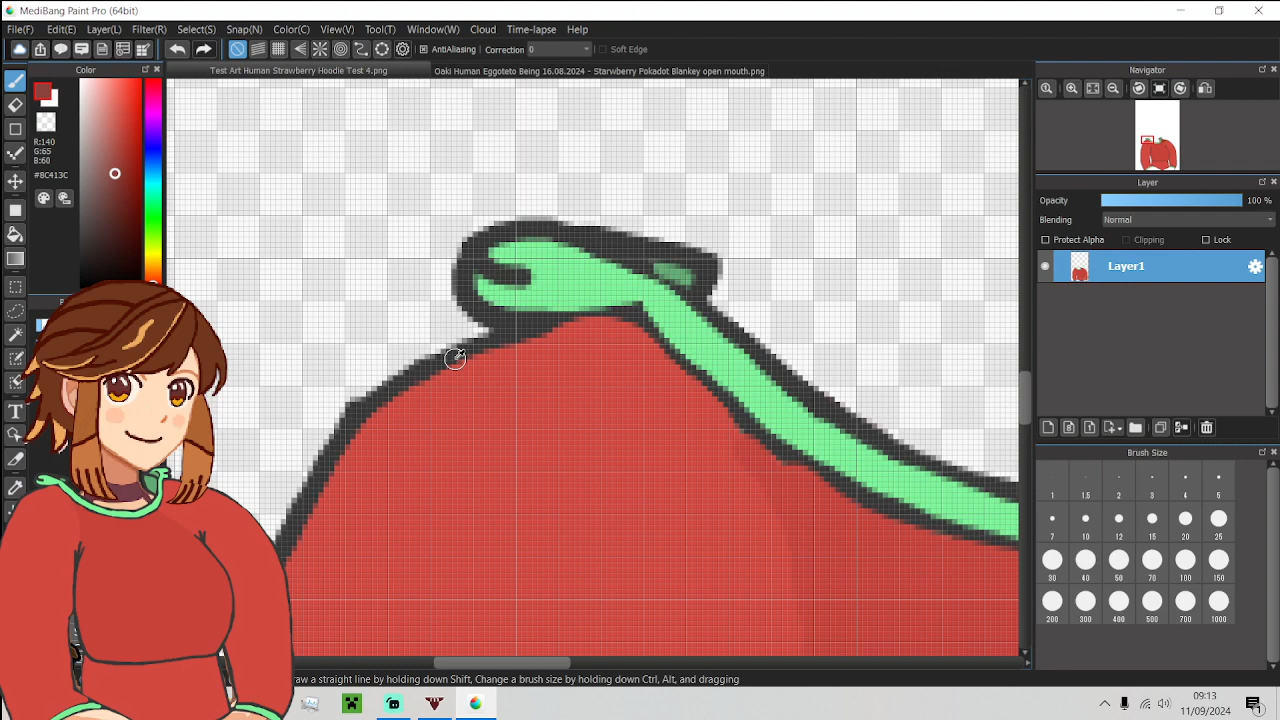 MediBang Paint Pro (64bit)
File(F) Edit(E) Layer(L) Filter(R) Select(S) Snap(N) Color(C) View(V) Tool(T) Window(W) Cloud Time-lapse Help
AntiAliasing Correction 0 Soft Edge
Color
Test Art Human Strawberry Hoodie Test 4.png
Oaki Human Eggoteto Being 16.08.2024 - Starwberry Pokadot Blankey open mouth.png
Navigator
R:140
G:65
B:60
#8C413C
Layer
Opacity 100 %
Blending Normal
Protect Alpha Clipping Lock
Layer1
Brush Size
1 1.5 2 3 4 5
7 10 12 15 20 25
30 40 50 70 100 150
200 300 400 500 700 1000
raw a straight line by holding down Shift, Change a brush size by holding down Ctrl, Alt, and dragging
09:13
11/09/2024
1